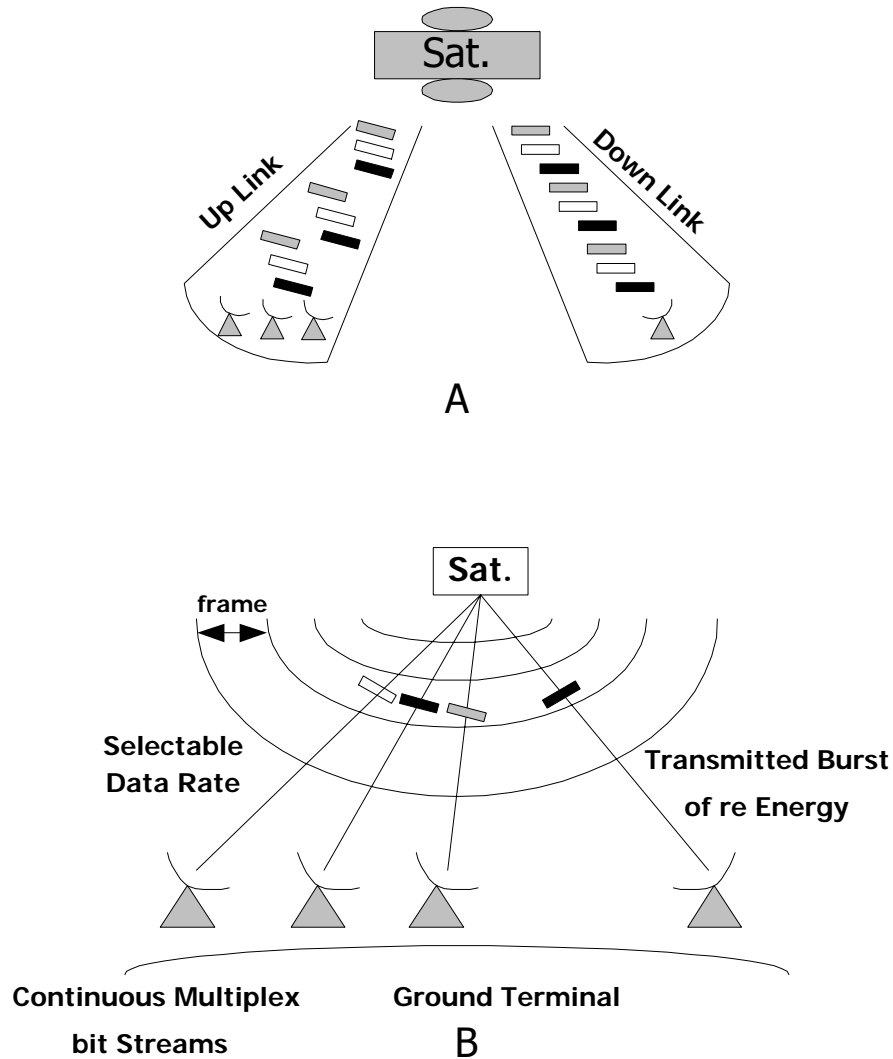 Sat.
Up Link
Down Link
A
Sat.
frame
Selectable
Data Rate
Transmitted Burst
of re Energy
Continuous Multiplex
bit Streams
Ground Terminal
B